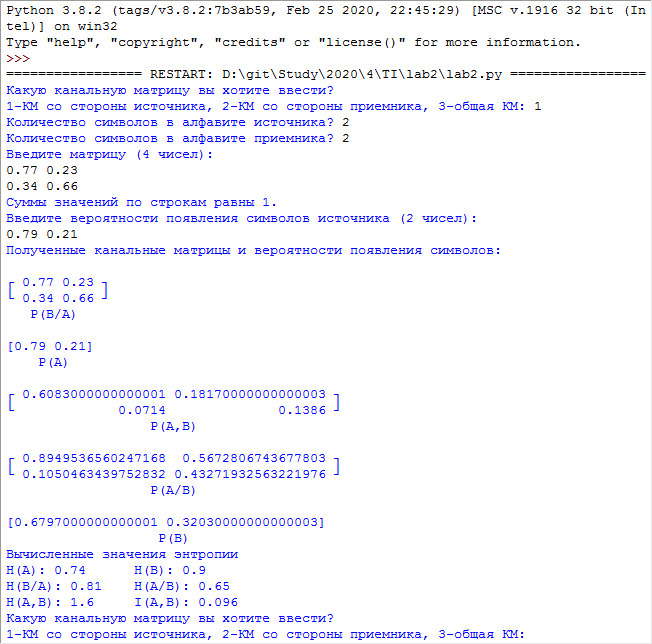 Python 3.8.2 (tags/v3.8.2:7b3ab59, Feb 25 2020, 22:45:29) [MSC v.1916 32 bit (In
tel)] on win32
Type "help", "copyright", "credits" or "license()" for more information.
>>>
================= RESTART: D:\git\Study\2020\4\TI\lab2\lab2.py =================
Какую канальную матрицу вы хотите ввести?
1-КМ со стороны источника, 2-КМ со стороны приемника, 3-общая КМ: 1
Количество символов в алфавите источника? 2
Количество символов в алфавите приемника? 2
Введите матрицу (4 чисел):
0.77 0.23
0.34 0.66
Суммы значений по строкам равны 1.
Введите вероятности появления символов источника (2 чисел):
0.79 0.21
Полученные канальные матрицы и вероятности появления символов:
┌ 0.77 0.23 ┐
└ 0.34 0.66 ┘
P(B/A)
[0.79 0.21]
P(A)
┌ 0.6083000000000001 0.18170000000000003 ┐
└ 0.0714 0.1386 ┘
P(A,B)
┌ 0.8949536560247168 0.5672806743677803 ┐
└ 0.1050463439752832 0.43271932563221976 ┘
P(A/B)
[0.6797000000000001 0.32030000000000003]
P(B)
Вычисленные значения энтропии
H(A): 0.74 H(B): 0.9
H(B/A): 0.81 H(A/B): 0.65
H(A,B): 1.6 I(A,B): 0.096
Какую канальную матрицу вы хотите ввести?
1-КМ со стороны источника, 2-КМ со стороны приемника, 3-общая КМ: